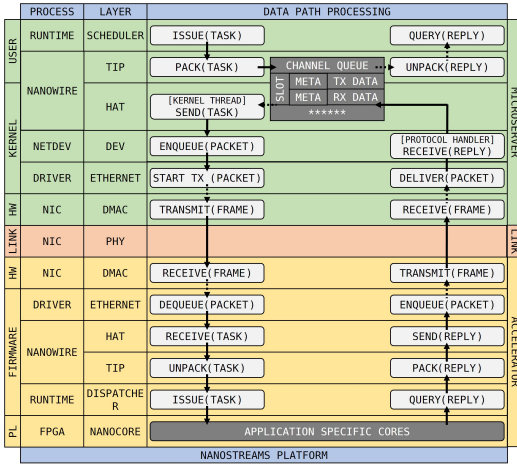 PROCESS LAYER DATA PATH PROCESSING
USER RUNTIME SCHEDULER ISSUE(TASK) QUERY(REPLY)
NANOWIRE TIP PACK(TASK) CHANNEL QUEUE UNPACK(REPLY)
SLOT META TX DATA
META RX DATA
******
KERNEL HAT [KERNEL THREAD]
SEND(TASK)
MICROSERVER
NETDEV DEV ENQUEUE(PACKET) [PROTOCOL HANDLER]
RECEIVE(REPLY)
DRIVER ETHERNET START TX (PACKET) DELIVER(PACKET)
HW NIC DMAC TRANSMIT(FRAME) RECEIVE(FRAME)
LINK NIC PHY LINK
HW NIC DMAC RECEIVE(FRAME) TRANSMIT(FRAME)
FIRMWARE DRIVER ETHERNET DEQUEUE(PACKET) ENQUEUE(PACKET)
NANOWIRE HAT RECEIVE(TASK) SEND(REPLY)
TIP UNPACK(TASK) PACK(REPLY)
ACCELERATOR
RUNTIME DISPATCHE
R
ISSUE(TASK) QUERY(REPLY)
PL FPGA NANOCORE APPLICATION SPECIFIC CORES
NANOSTREAMS PLATFORM